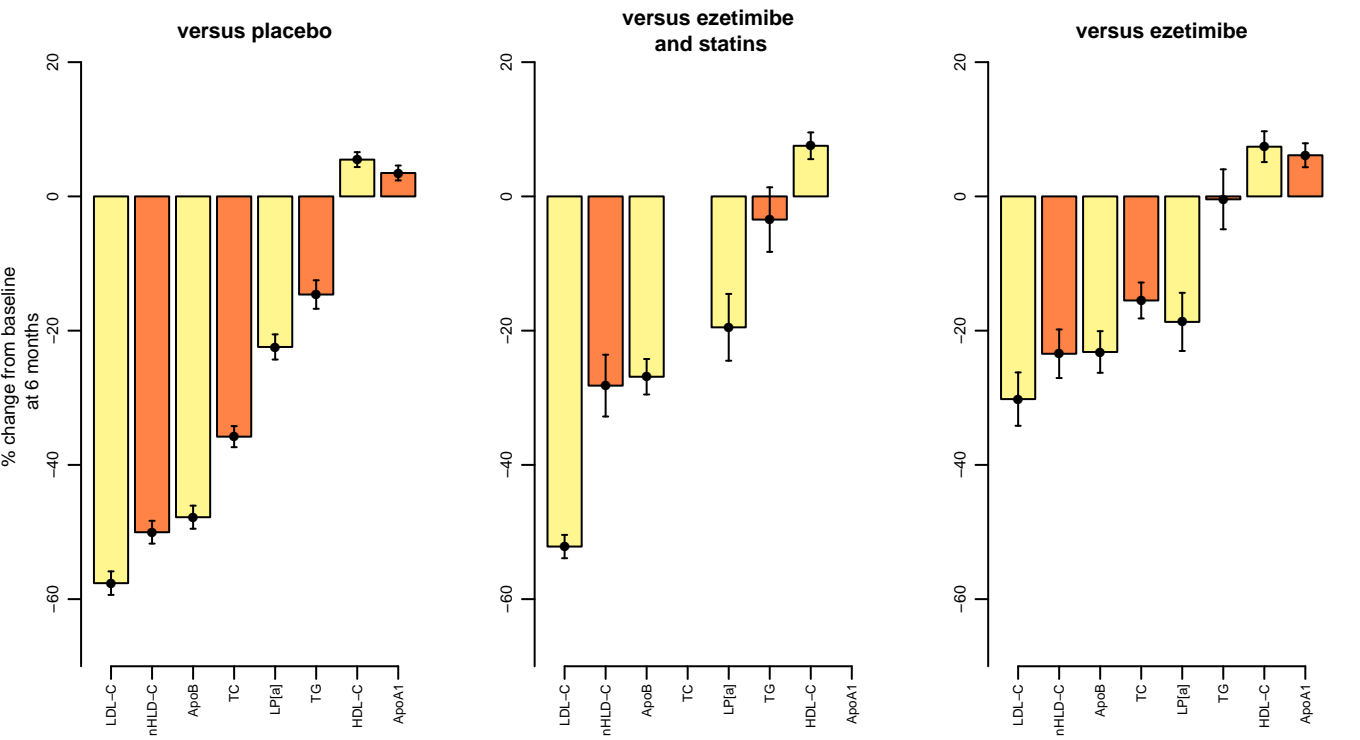 versus placebo
versus ezetimibe
and statins
versus ezetimibe
% change from baseline
at 6 months
20
0
−20
−40
−60
LDL−C
nHLD−C
ApoB
TC
LP[a]
TG
HDL−C
ApoA1
20
0
−20
−40
−60
LDL−C
nHLD−C
ApoB
TC
LP[a]
TG
HDL−C
ApoA1
20
0
−20
−40
−60
LDL−C
nHLD−C
ApoB
TC
LP[a]
TG
HDL−C
ApoA1